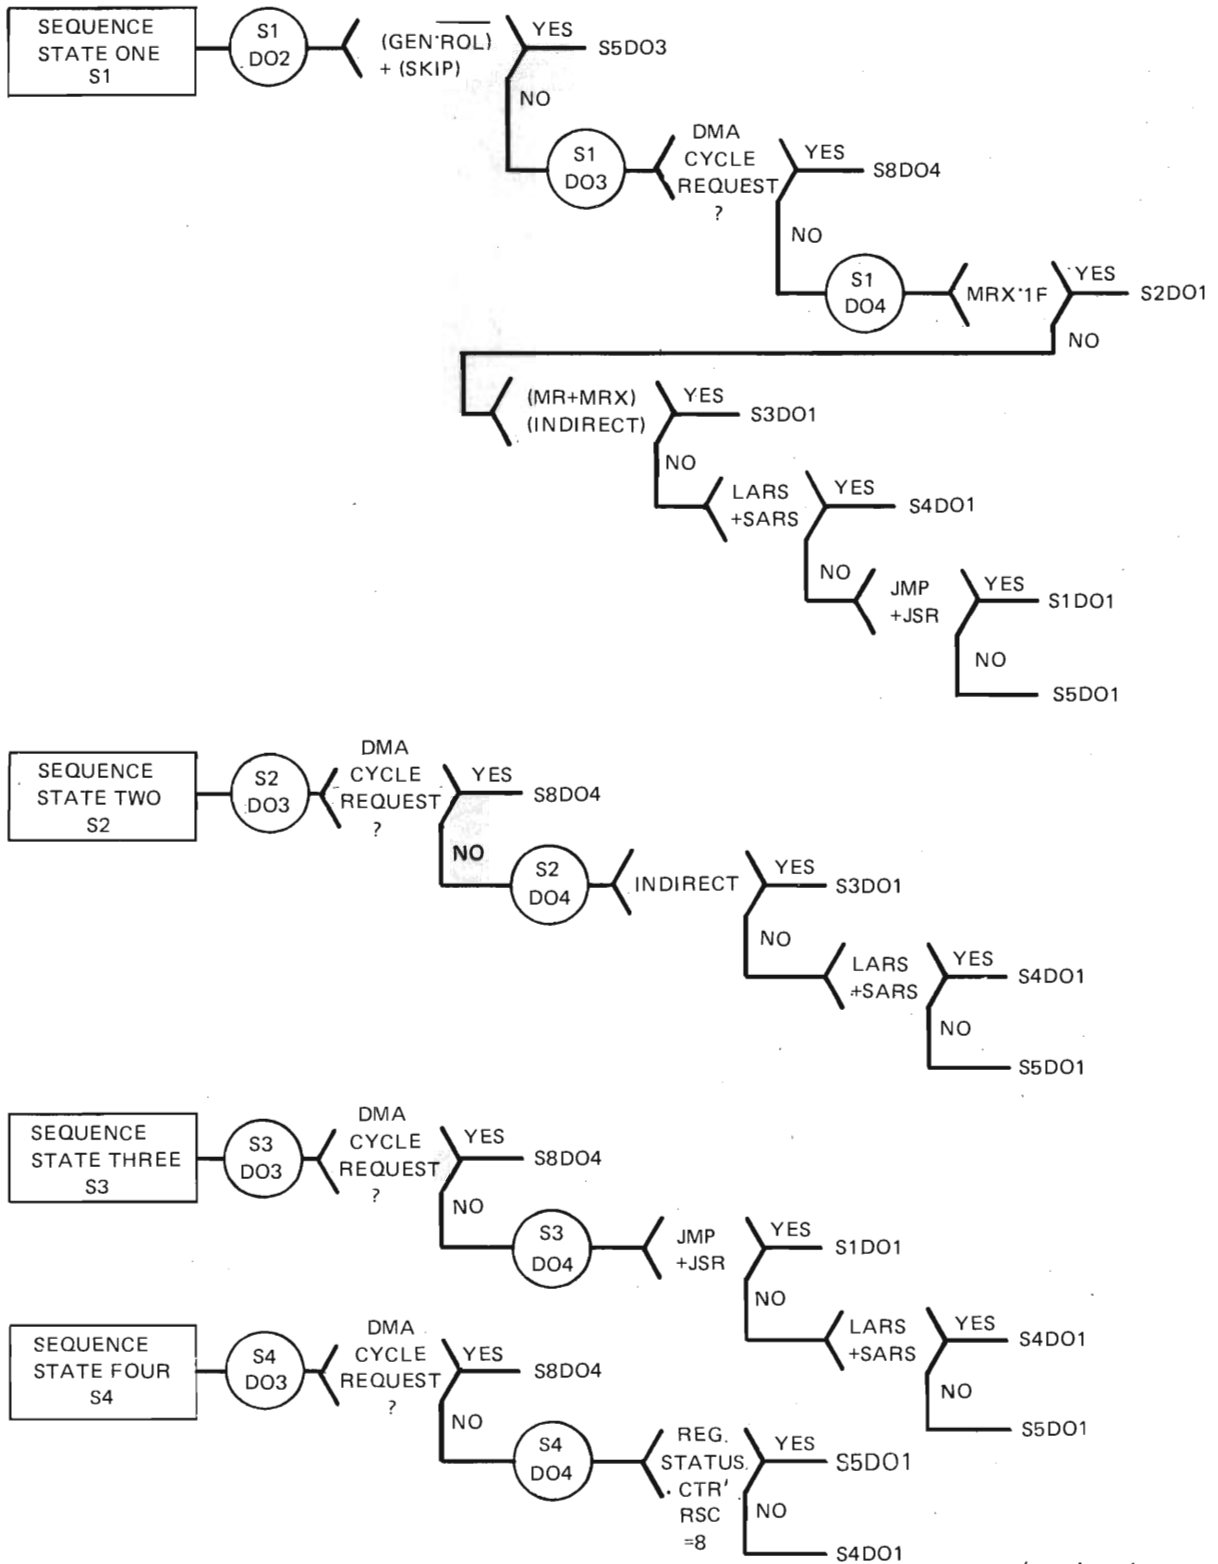 SEQUENCE
STATE ONE
S1
S1
DO2
(GEN·R̅O̅L̅)
+ (SKIP)
YES
S5DO3
NO
S1
DO3
DMA
CYCLE
REQUEST
?
YES
S8DO4
NO
S1
DO4
MRX·1F
YES
S2DO1
NO
(MR+MRX)
(INDIRECT)
YES
S3DO1
NO
LARS
+SARS
YES
S4DO1
NO
JMP
+JSR
YES
S1DO1
NO
S5DO1
SEQUENCE
STATE TWO
S2
S2
DO3
DMA
CYCLE
REQUEST
?
YES
S8DO4
NO
S2
DO4
INDIRECT
YES
S3DO1
NO
LARS
+SARS
YES
S4DO1
NO
S5DO1
SEQUENCE
STATE THREE
S3
S3
DO3
DMA
CYCLE
REQUEST
?
YES
S8DO4
NO
S3
DO4
JMP
+JSR
YES
S1DO1
NO
LARS
+SARS
YES
S4DO1
NO
S5DO1
SEQUENCE
STATE FOUR
S4
S4
DO3
DMA
CYCLE
REQUEST
?
YES
S8DO4
NO
S4
DO4
REG.
STATUS
CTR
RSC
=8
YES
S5DO1
NO
S4DO1